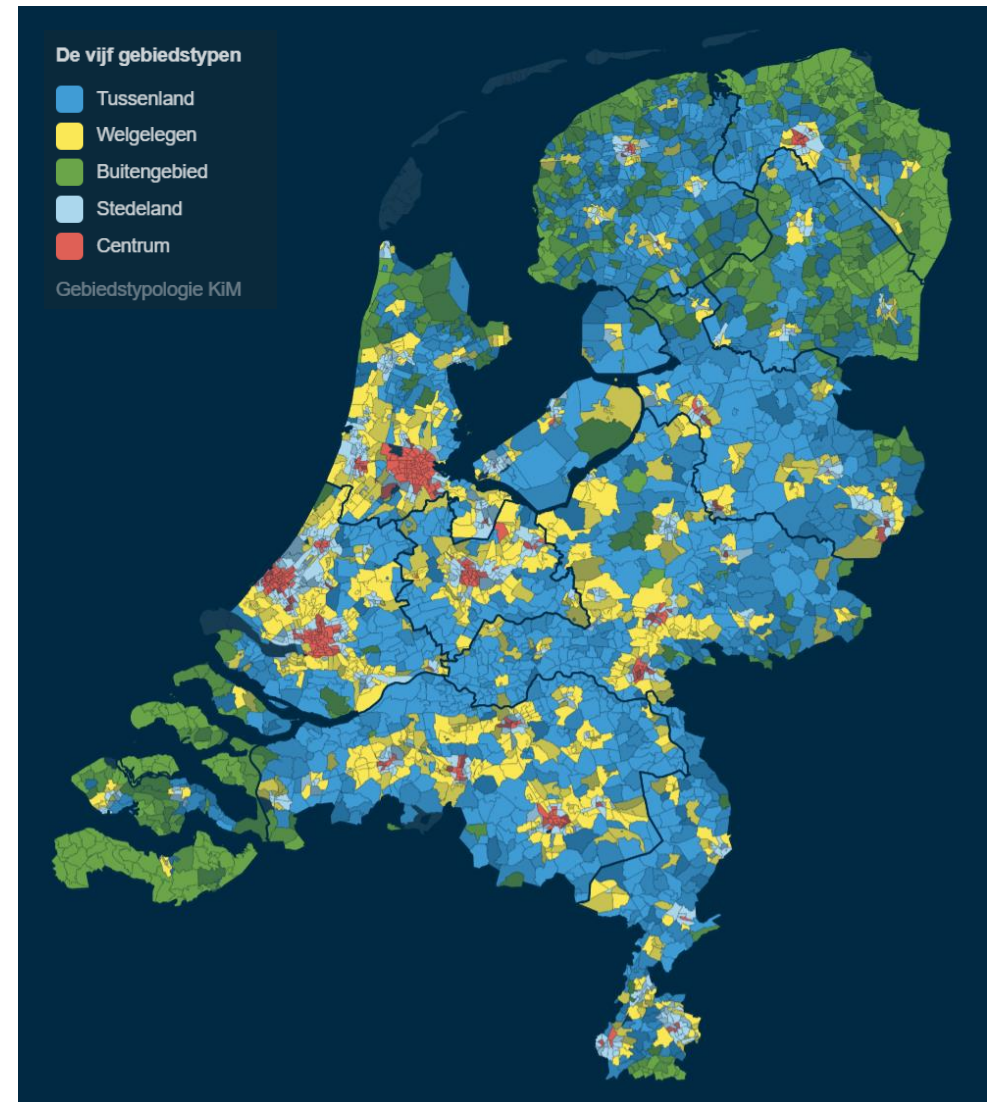 De vijf gebiedstypen
Tussenland
Welgelegen
Buitengebied
Stedeland
Centrum
Gebiedstypologie KiM